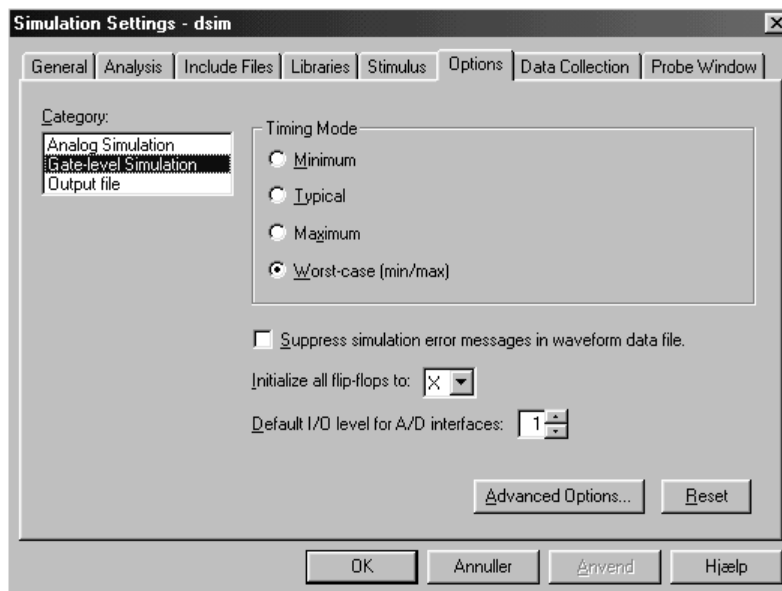 Simulation Settings - dsim
General Analysis Include Files Libraries Stimulus Options Data Collection Probe Window
Category:
Analog Simulation
Gate-level Simulation
Output file
Timing Mode
Minimum
Typical
Maximum
Worst-case (min/max)
Suppress simulation error messages in waveform data file.
Initialize all flip-flops to: X
Default I/O level for A/D interfaces: 1
Advanced Options... Reset
OK Annuller Anvend Hjælp